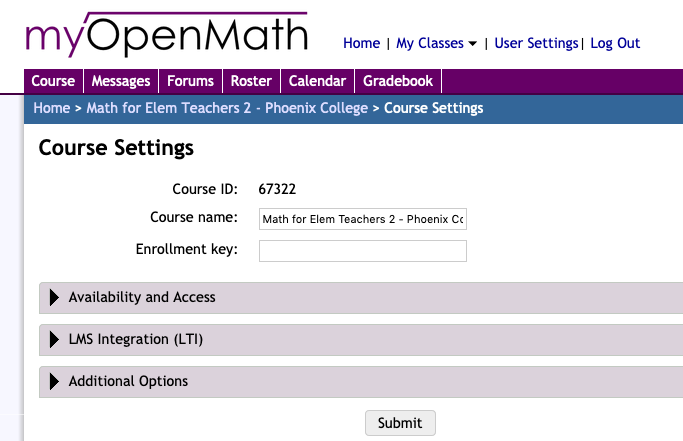 myOpenMath
Home | My Classes | User Settings | Log Out
Course Messages Forums Roster Calendar Gradebook
Home > Math for Elem Teachers 2 - Phoenix College > Course Settings
Course Settings
Course ID: 67322
Course name: Math for Elem Teachers 2 - Phoenix Cc
Enrollment key:
Availability and Access
LMS Integration (LTI)
Additional Options
Submit